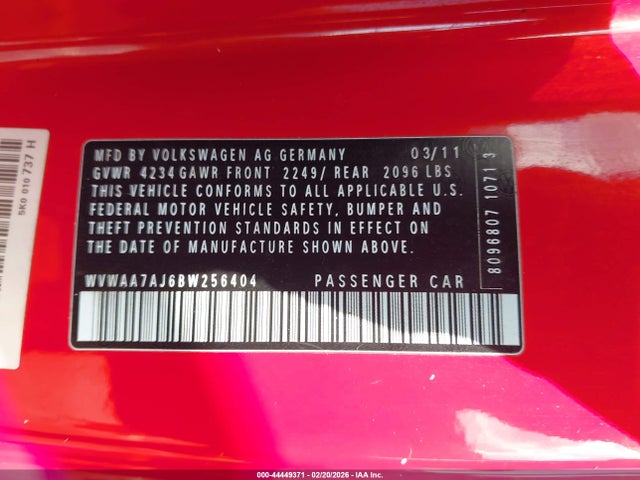 MFD BY VOLKSWAGEN AG GERMANY 03/11
GVWR 4234 GAWR FRONT 2249/ REAR 2096 LBS
THIS VEHICLE CONFORMS TO ALL APPLICABLE U.S.
FEDERAL MOTOR VEHICLE SAFETY, BUMPER AND
THEFT PREVENTION STANDARDS IN EFFECT ON
THE DATE OF MANUFACTURE SHOWN ABOVE.
WVWAA7AJ6BW256404 PASSENGER CAR
8096807 1071 3
H 737
5K0 010
000-44449371 - 02/20/2026 - IAA Inc.